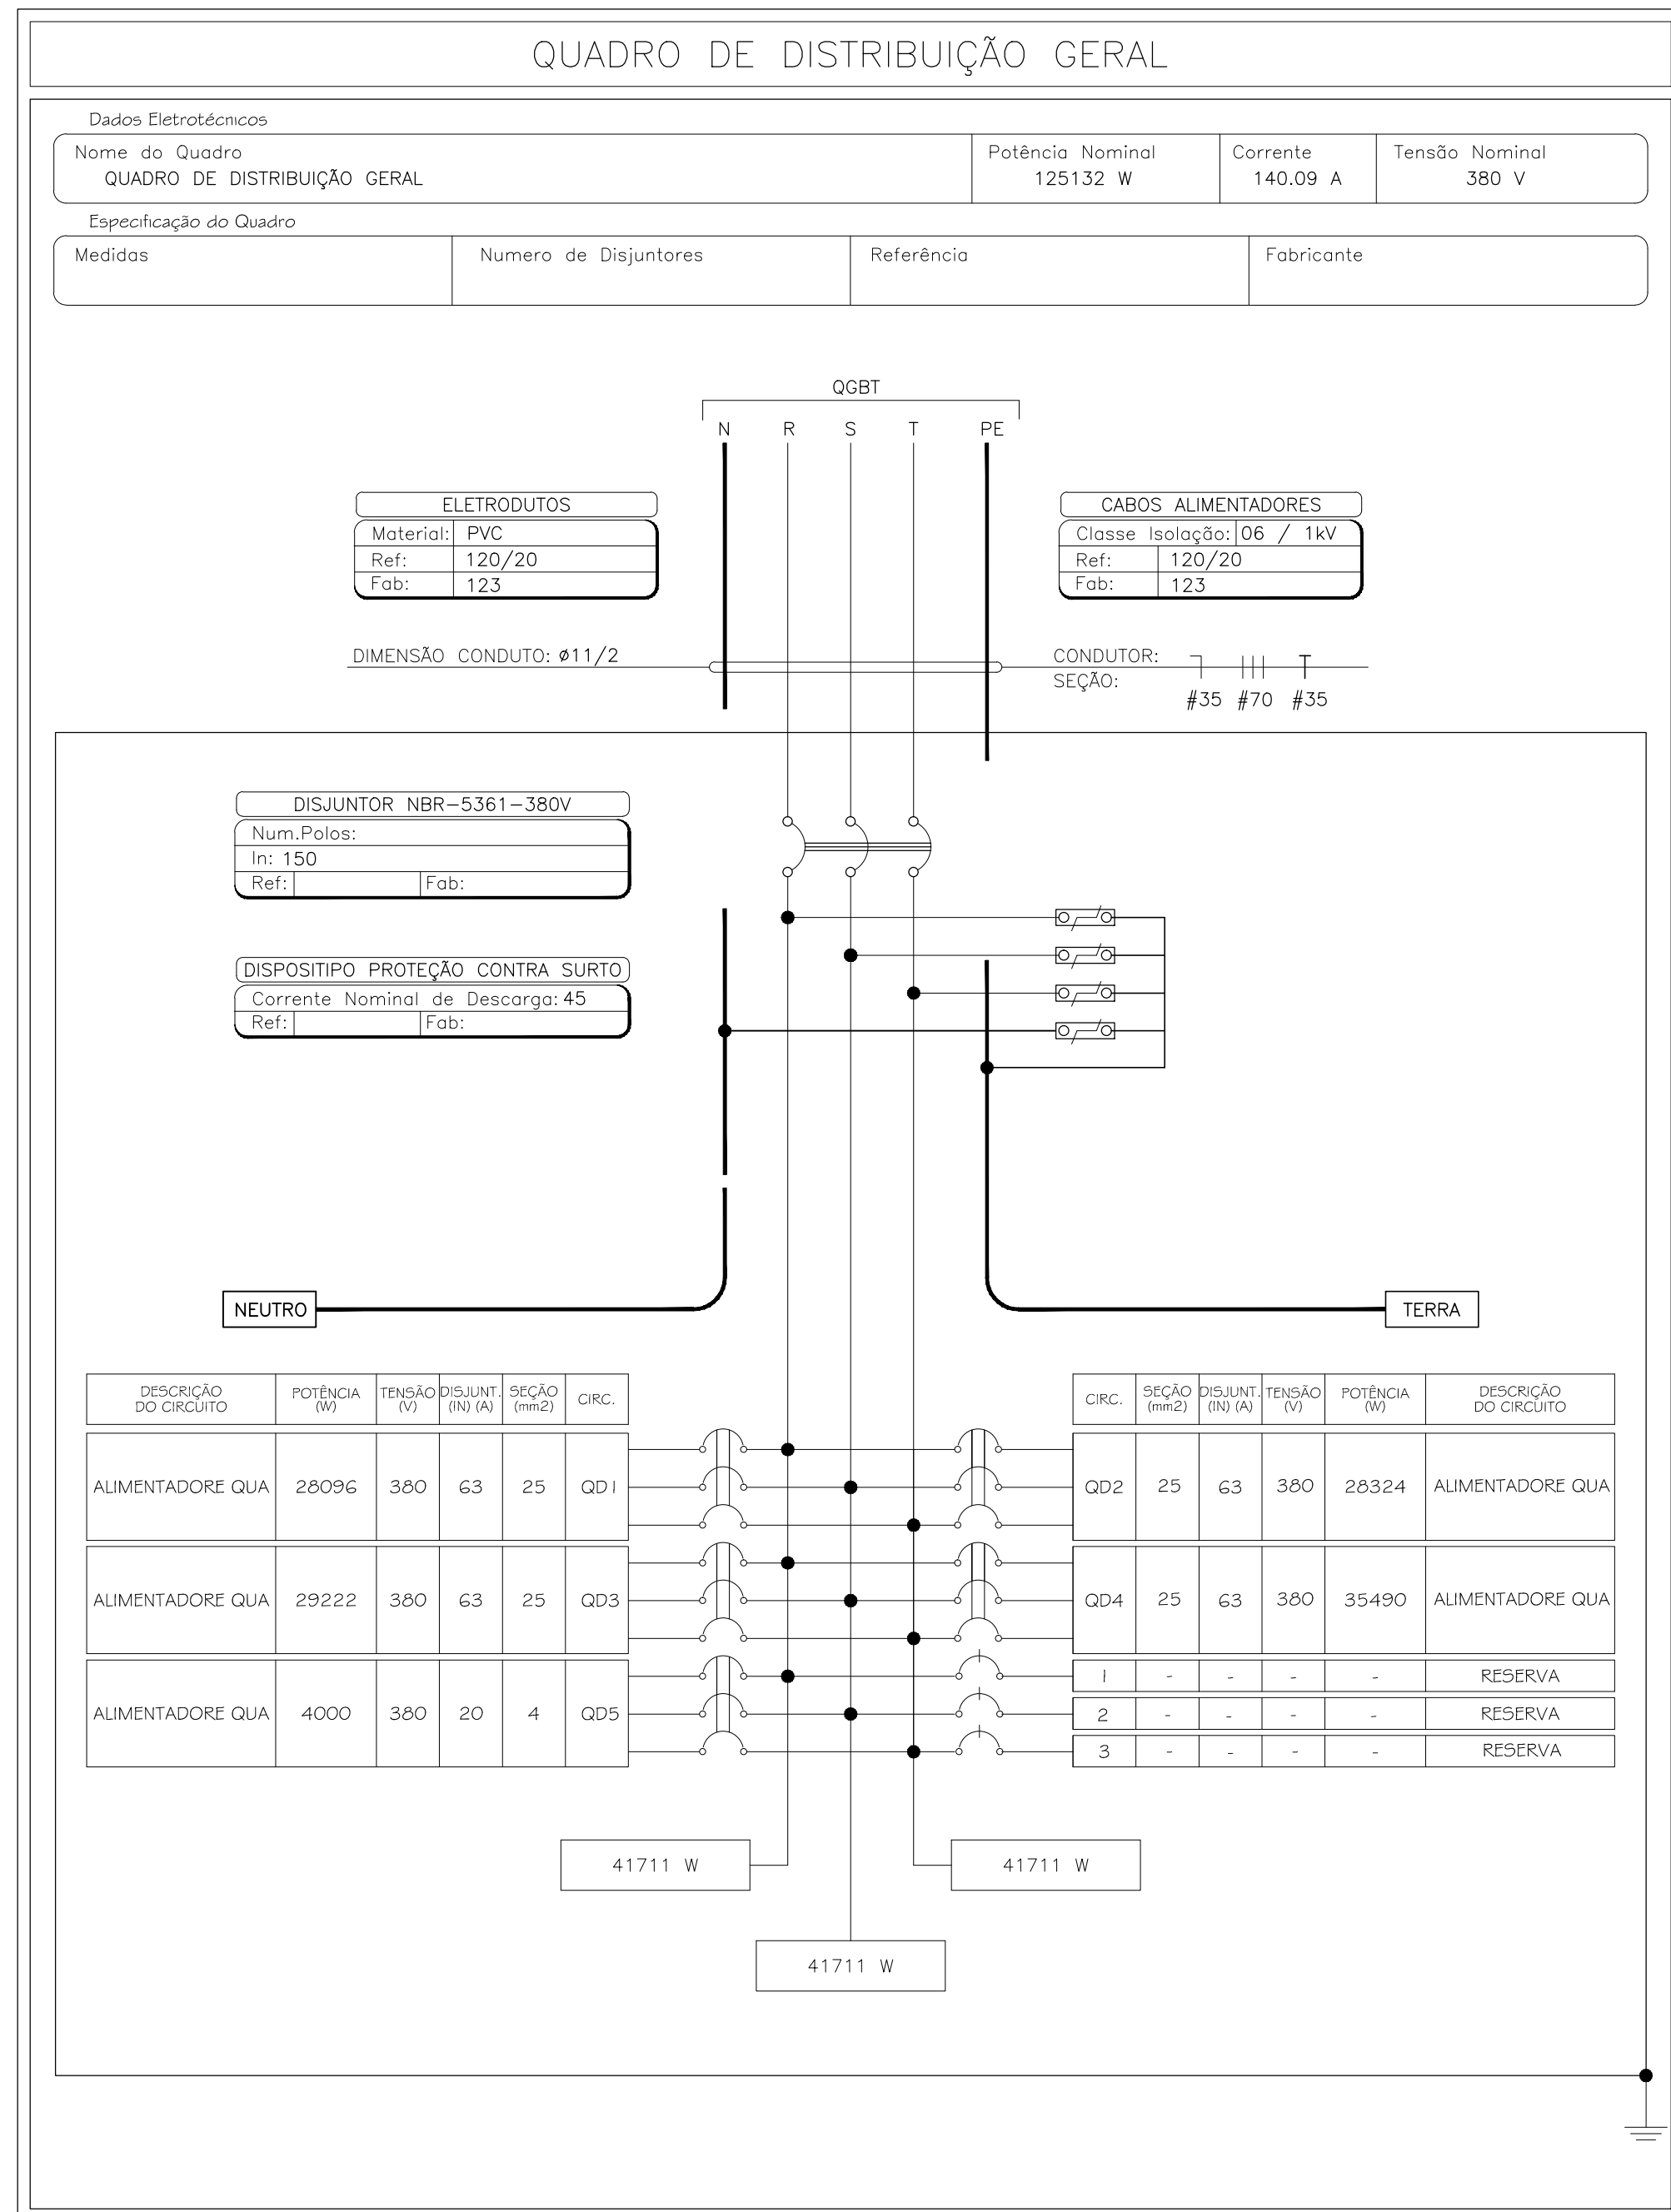 QUADRO DE DISTRIBUIÇÃO GERAL
Dados Eletrotécnicos
Nome do Quadro
QUADRO DE DISTRIBUIÇÃO GERAL
Potência Nominal
125132 W
Corrente
140.09 A
Tensão Nominal
380 V
Especificação do Quadro
Medidas
Numero de Disjuntores
Referência
Fabricante
QGBT
N R S T PE
ELETRODUTOS
Material: PVC
Ref: 120/20
Fab: 123
CABOS ALIMENTADORES
Classe Isolação: 06 / 1kV
Ref: 120/20
Fab: 123
DIMENSÃO CONDUTO: ø11/2
CONDUTOR:
SEÇÃO:
#35 #70 #35
DISJUNTOR NBR-5361-380V
Num.Polos:
In: 150
Ref: Fab:
DISPOSITIPO PROTEÇÃO CONTRA SURTO
Corrente Nominal de Descarga: 45
Ref: Fab:
NEUTRO
TERRA
DESCRIÇÃO DO CIRCUITO POTÊNCIA (W) TENSÃO (V) DISJUNT. (IN) (A) SEÇÃO (mm2) CIRC.
ALIMENTADORE QUA 28096 380 63 25 QD1
ALIMENTADORE QUA 29222 380 63 25 QD3
ALIMENTADORE QUA 4000 380 20 4 QD5
CIRC. SEÇÃO (mm2) DISJUNT. (IN) (A) TENSÃO (V) POTÊNCIA (W) DESCRIÇÃO DO CIRCUITO
QD2 25 63 380 28324 ALIMENTADORE QUA
QD4 25 63 380 35490 ALIMENTADORE QUA
1 - - - - RESERVA
2 - - - - RESERVA
3 - - - - RESERVA
41711 W
41711 W
41711 W